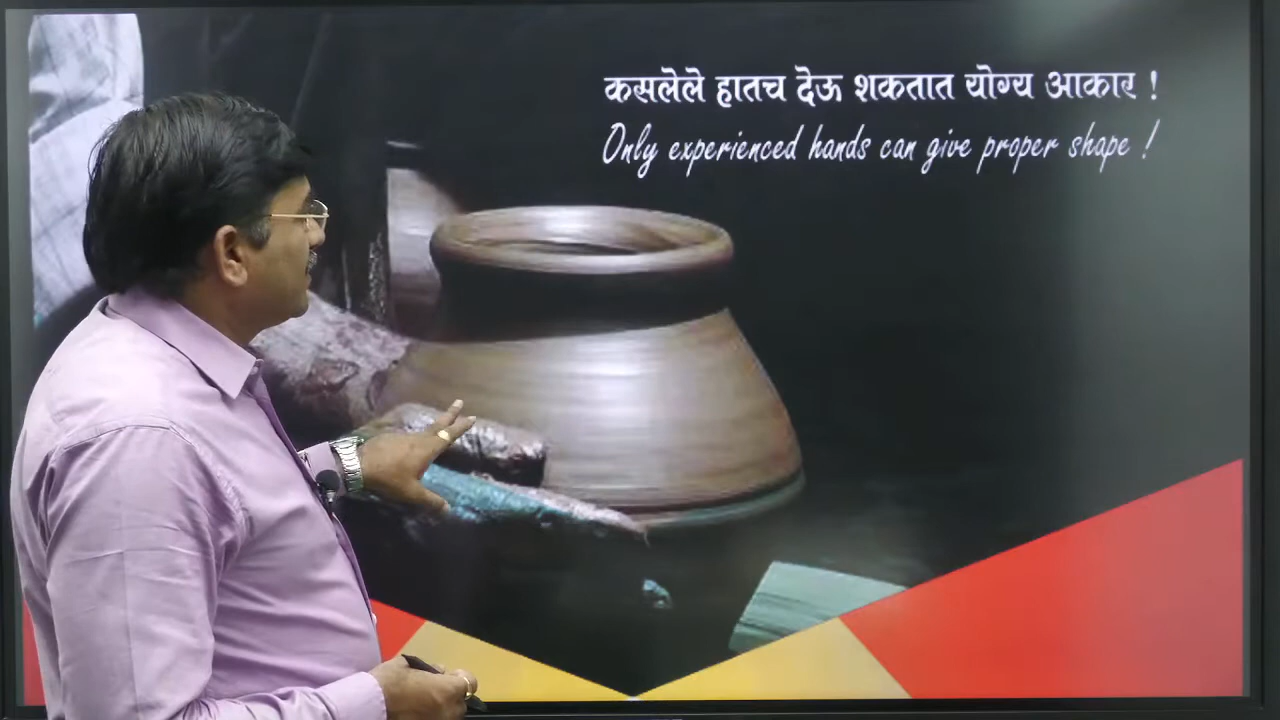 कसलेले हातच देऊ शकतात योग्य आकार !
Only experienced hands can give proper shape !